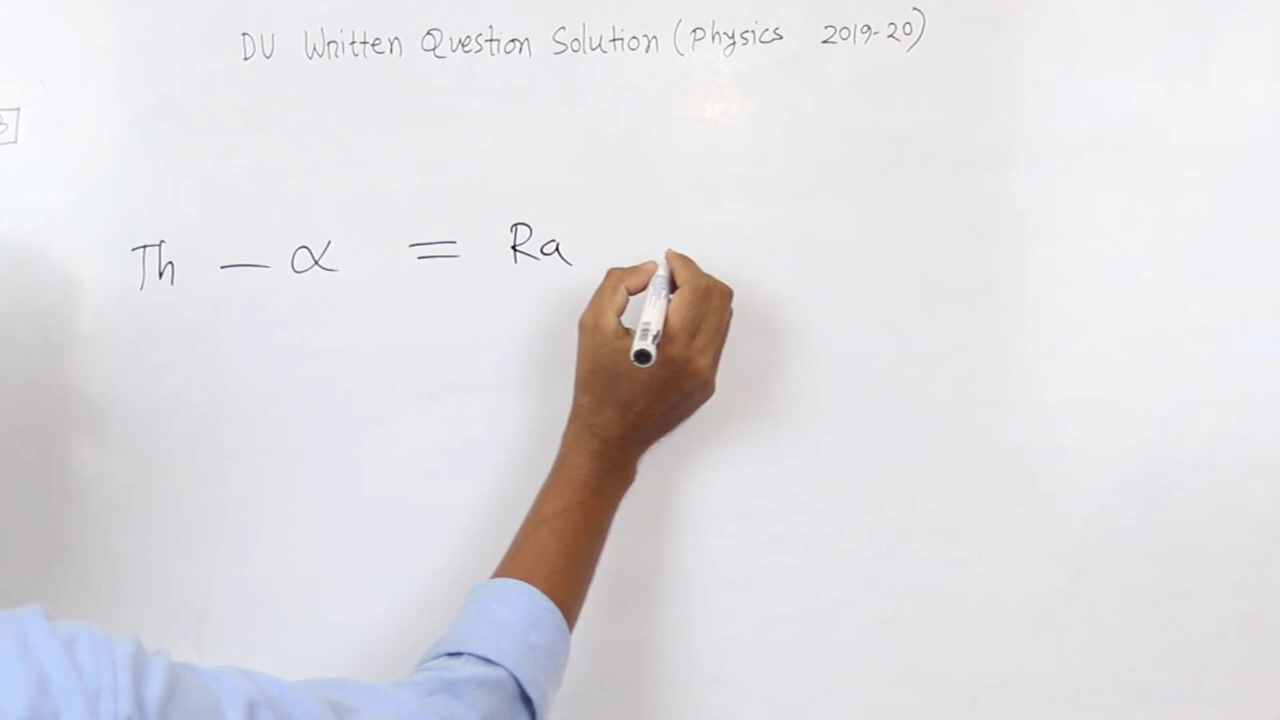 DU Written Question Solution (Physics 2019-20)
Th – α = Ra